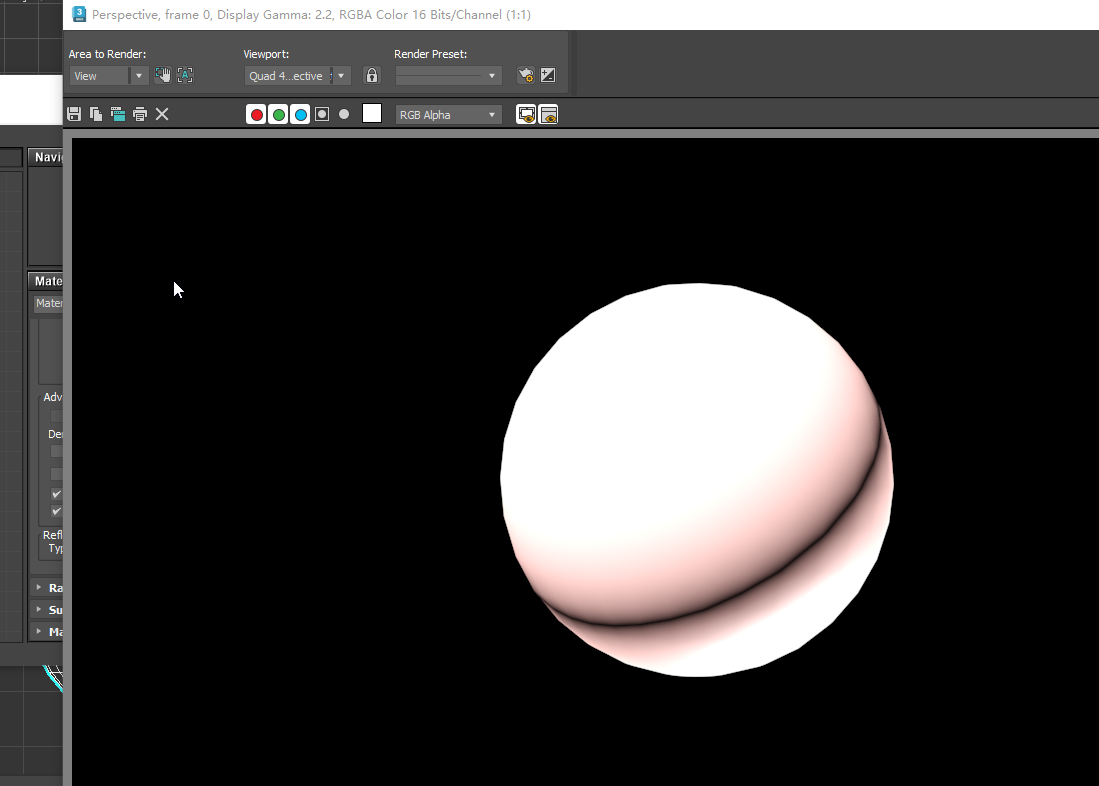 Perspective, frame 0, Display Gamma: 2.2, RGBA Color 16 Bits/Channel (1:1)
Area to Render:
Viewport:
Render Preset:
View
Quad 4...ective
RGB Alpha
Navi
Mate
Mater
Adv
De
Refl
Typ
Ra
Su
Ma